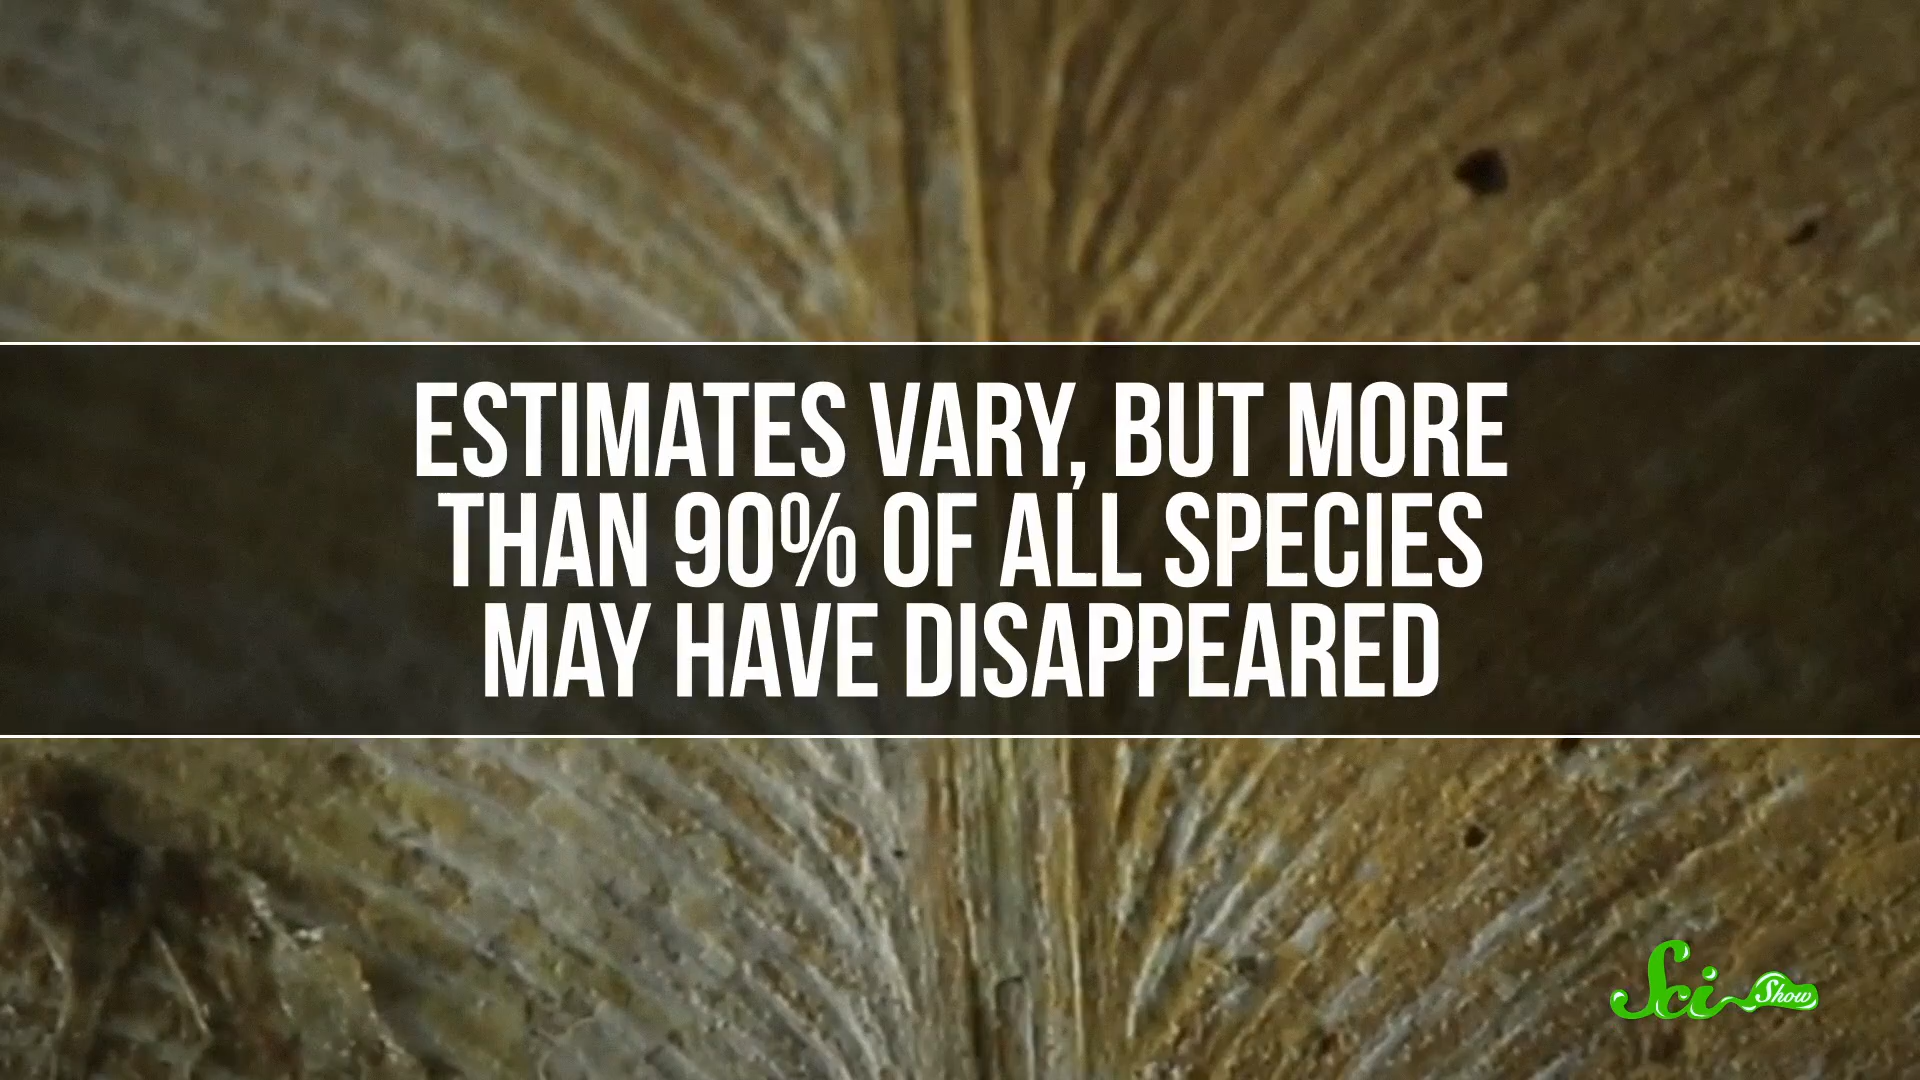 ESTIMATES VARY, BUT MORE
THAN 90% OF ALL SPECIES
MAY HAVE DISAPPEARED
Sci Show